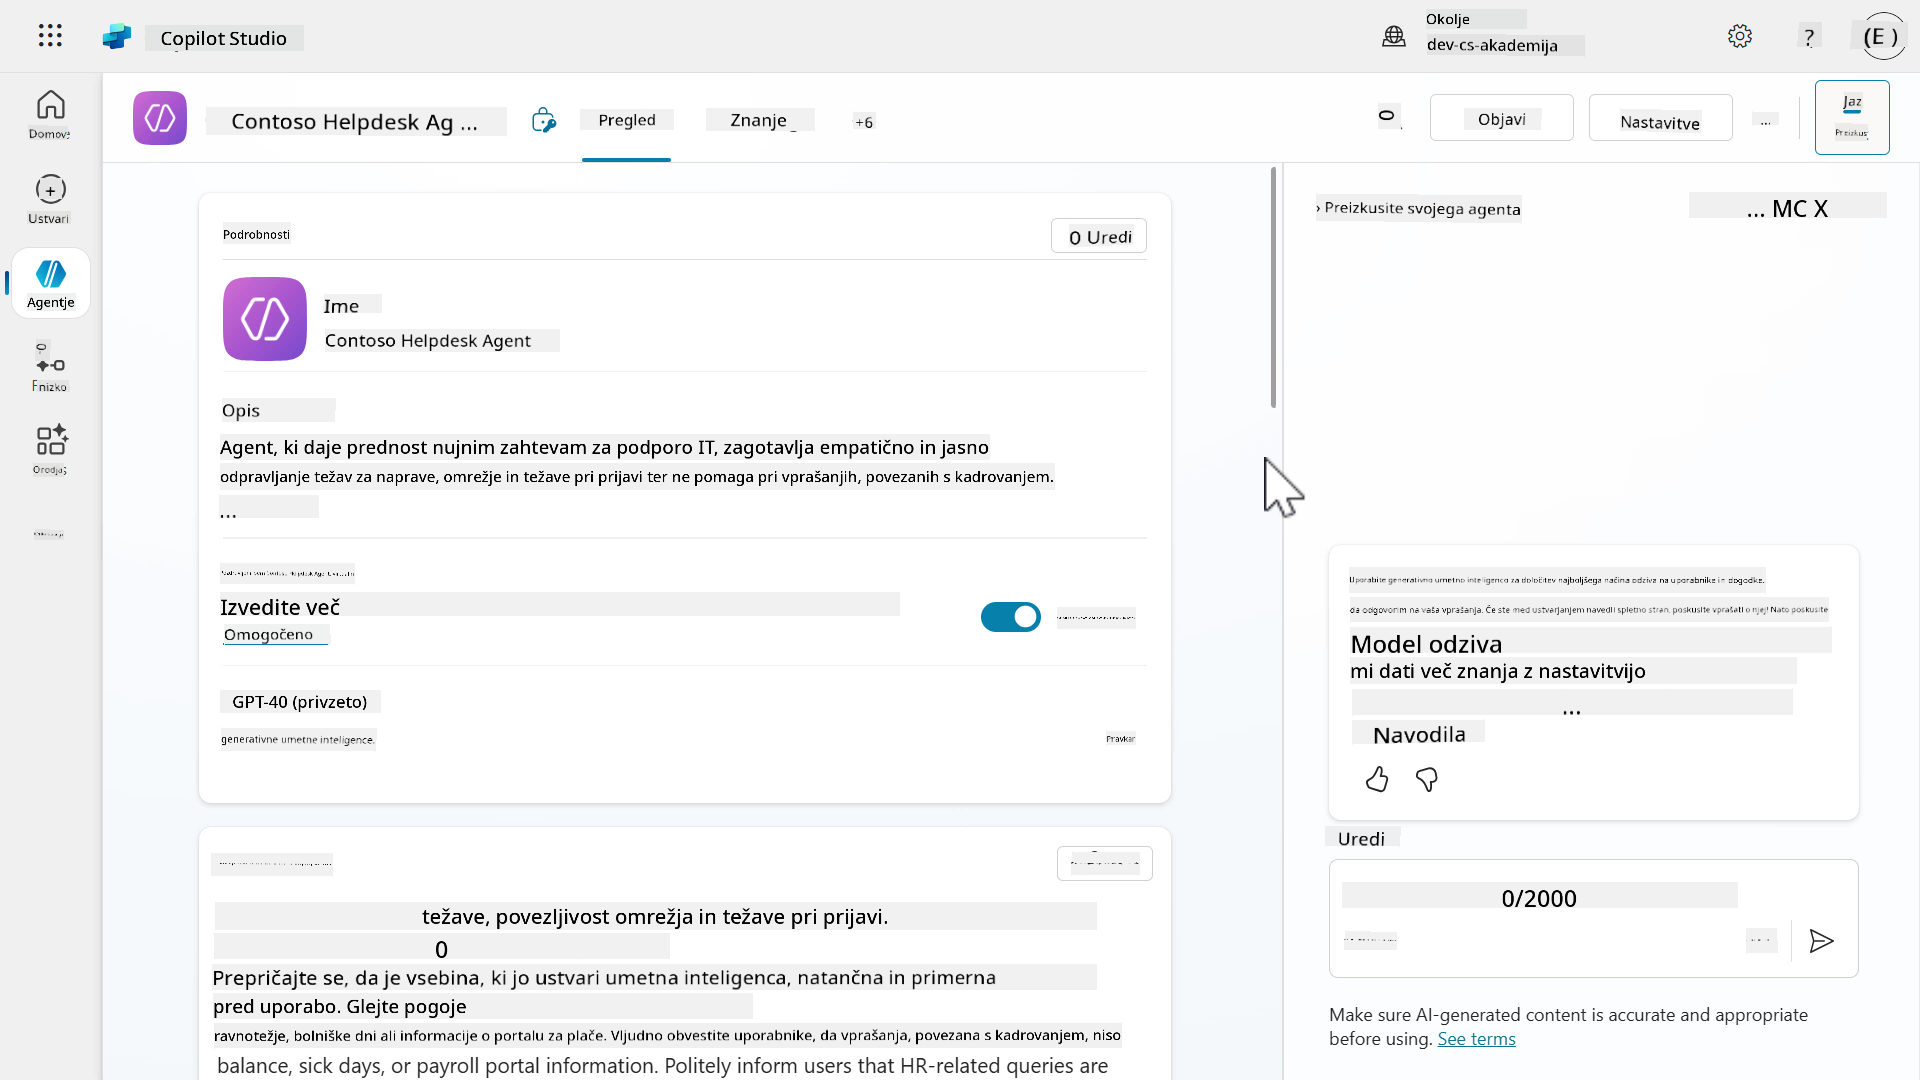 Copilot Studio
Okolje
dev-cs-akademija
?
(E )
Domov
Ustvari
Agentje
Contoso Helpdesk Ag ...
Pregled
Znanje
+6
Objavi
Nastavitve
...
Jaz
Podrobnosti
0 Uredi
Ime
Contoso Helpdesk Agent
Opis
Agent, ki daje prednost nujnim zahtevam za podporo IT, zagotavlja empatično in jasno
odpravljanje težav za naprave, omrežje in težave pri prijavi ter ne pomaga pri vprašanjih, povezanih s kadrovanjem.
...
Izvedite več
Omogočeno
GPT-40 (privzeto)
generativne umetne inteligence.
Pravkar
težave, povezljivost omrežja in težave pri prijavi.
0
Prepričajte se, da je vsebina, ki jo ustvari umetna inteligenca, natančna in primerna
pred uporabo. Glejte pogoje
ravnotežje, bolniške dni ali informacije o portalu za plače. Vljudno obvestite uporabnike, da vprašanja, povezana s kadrovanjem, niso
balance, sick days, or payroll portal information. Politely inform users that HR-related queries are
› Preizkusite svojega agenta
... MC X
Uporabite generativno umetno inteligenco za določitev najboljšega načina odziva na uporabnike in dogodke.
da odgovorim na vaša vprašanja. Če ste med ustvarjanjem navedli spletno stran, poskusite vprašati o njej! Nato poskusite
Model odziva
mi dati več znanja z nastavitvijo
...
Navodila
Uredi
0/2000
Make sure AI-generated content is accurate and appropriate
before using. See terms